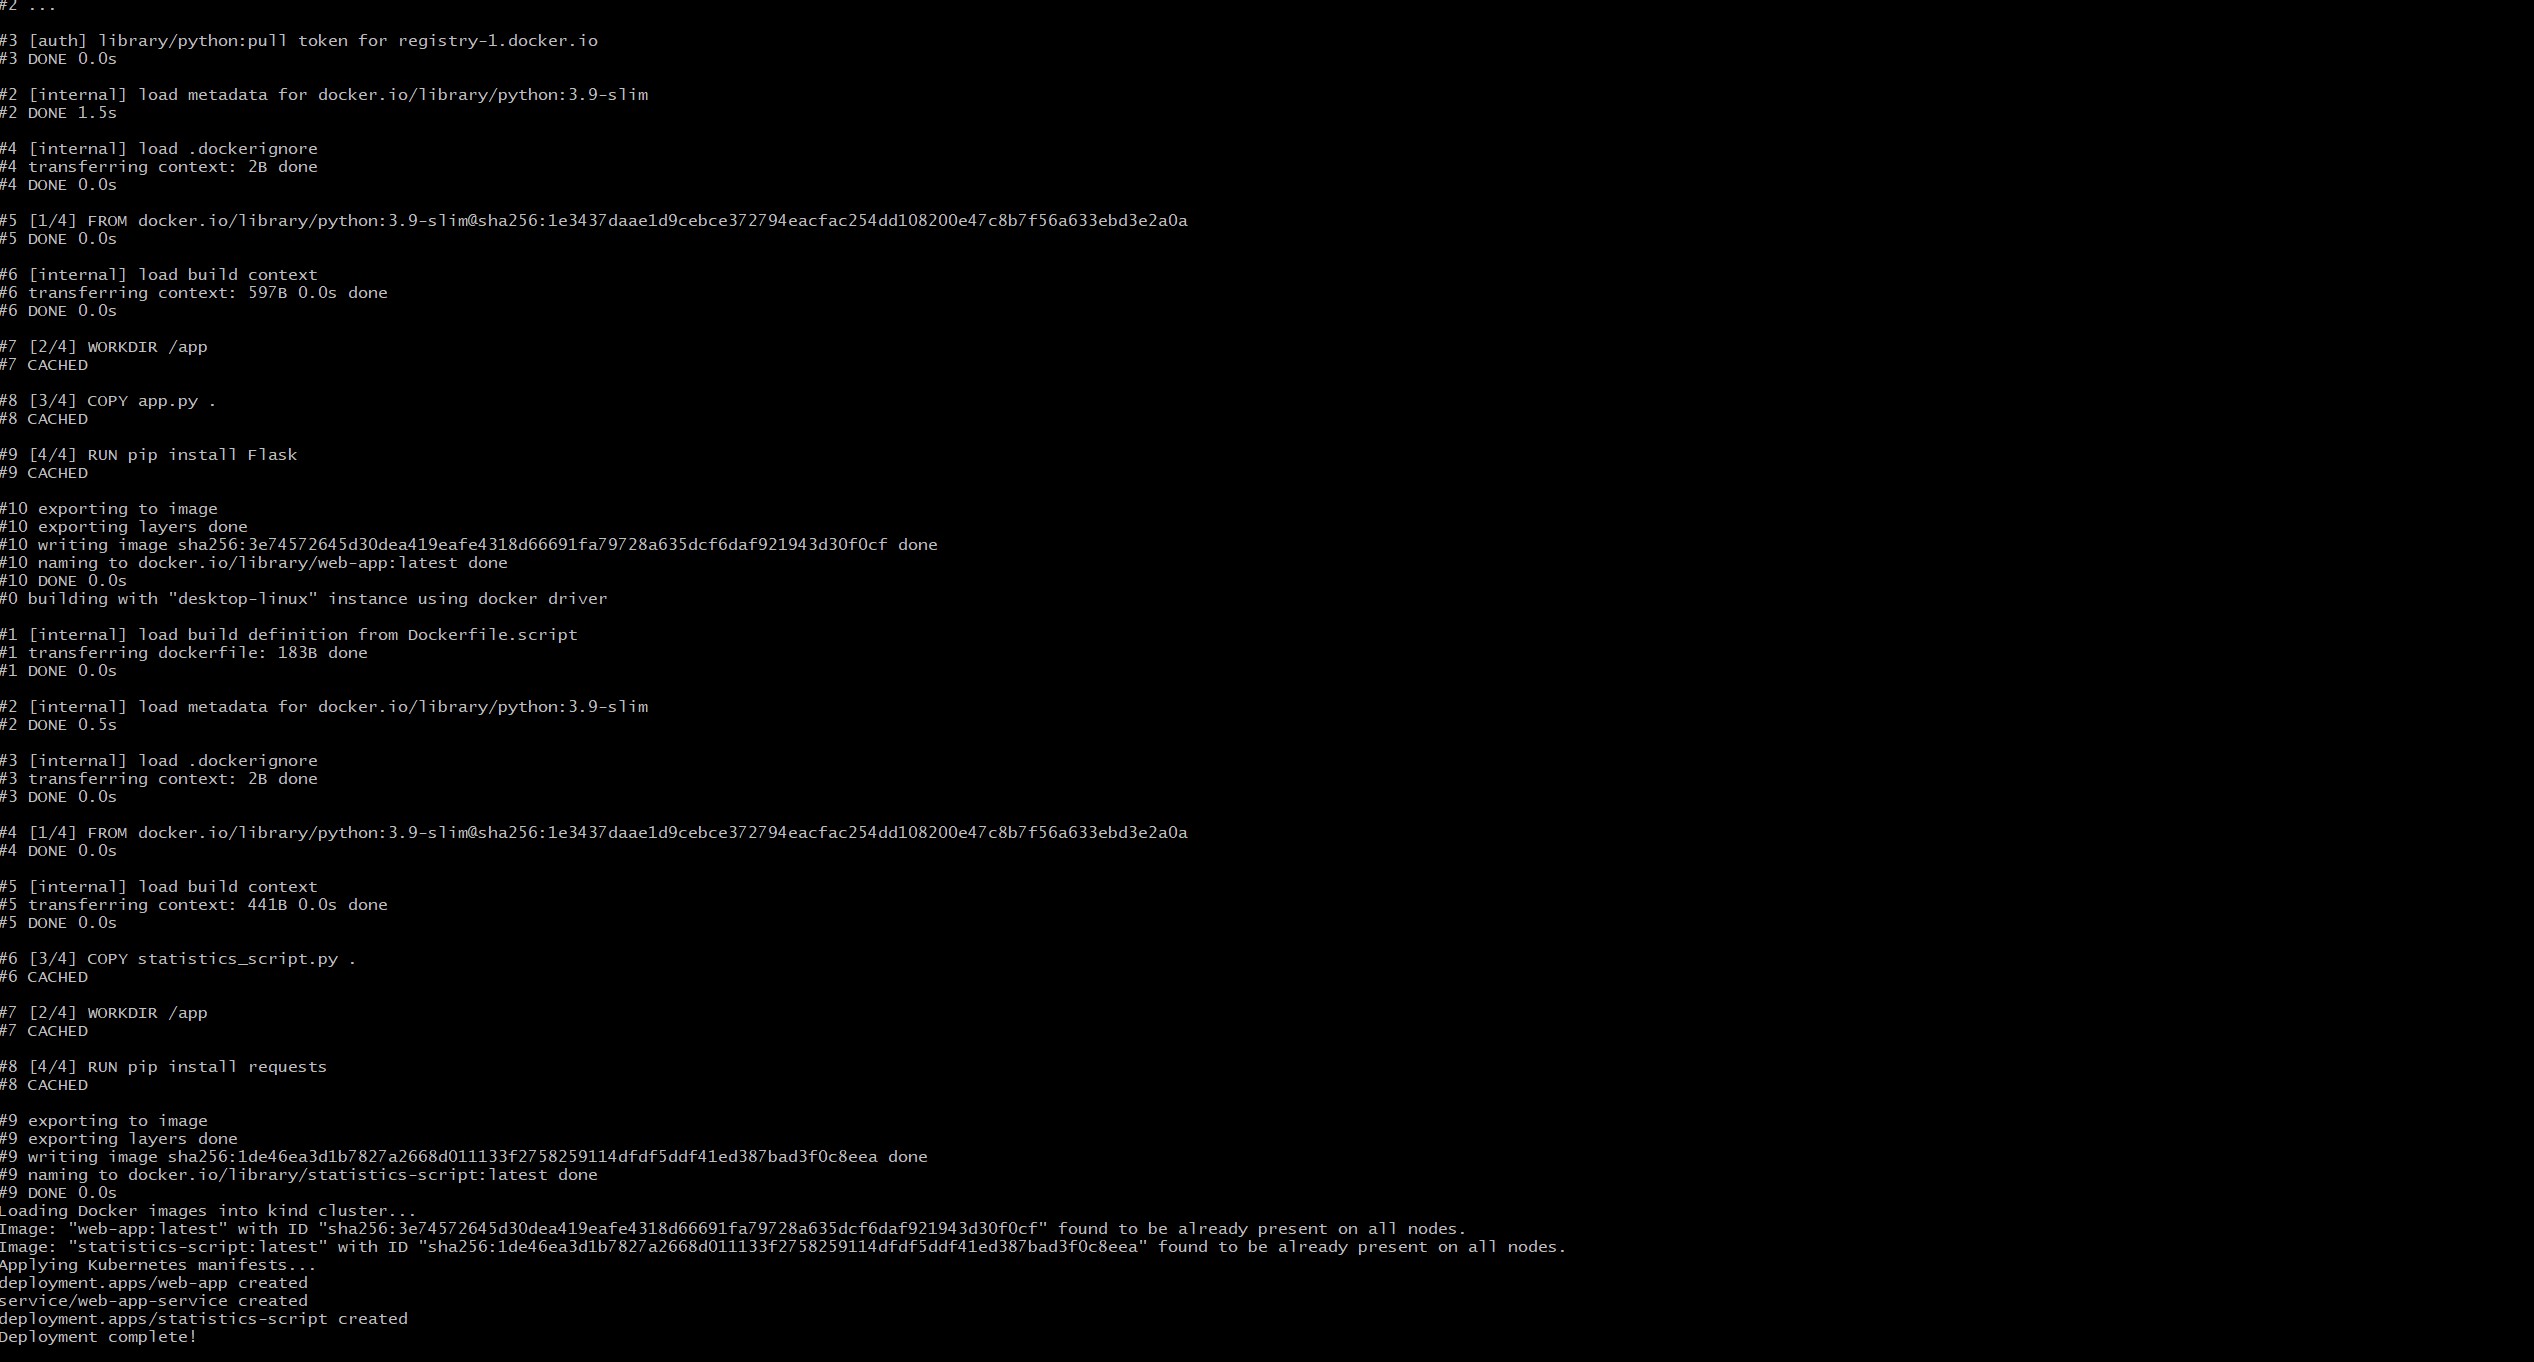 #2 ...
#3 [auth] library/python:pull token for registry-1.docker.io
#3 DONE 0.0s
#2 [internal] load metadata for docker.io/library/python:3.9-slim
#2 DONE 1.5s
#4 [internal] load .dockerignore
#4 transferring context: 2B done
#4 DONE 0.0s
#5 [1/4] FROM docker.io/library/python:3.9-slim@sha256:1e3437daae1d9cebce372794eacfac254dd108200e47c8b7f56a633ebd3e2a0a
#5 DONE 0.0s
#6 [internal] load build context
#6 transferring context: 597B 0.0s done
#6 DONE 0.0s
#7 [2/4] WORKDIR /app
#7 CACHED
#8 [3/4] COPY app.py .
#8 CACHED
#9 [4/4] RUN pip install Flask
#9 CACHED
#10 exporting to image
#10 exporting layers done
#10 writing image sha256:3e74572645d30dea419eafe4318d66691fa79728a635dcf6daf921943d30f0cf done
#10 naming to docker.io/library/web-app:latest done
#10 DONE 0.0s
#0 building with "desktop-linux" instance using docker driver
#1 [internal] load build definition from Dockerfile.script
#1 transferring dockerfile: 183B done
#1 DONE 0.0s
#2 [internal] load metadata for docker.io/library/python:3.9-slim
#2 DONE 0.5s
#3 [internal] load .dockerignore
#3 transferring context: 2B done
#3 DONE 0.0s
#4 [1/4] FROM docker.io/library/python:3.9-slim@sha256:1e3437daae1d9cebce372794eacfac254dd108200e47c8b7f56a633ebd3e2a0a
#4 DONE 0.0s
#5 [internal] load build context
#5 transferring context: 441B 0.0s done
#5 DONE 0.0s
#6 [3/4] COPY statistics_script.py .
#6 CACHED
#7 [2/4] WORKDIR /app
#7 CACHED
#8 [4/4] RUN pip install requests
#8 CACHED
#9 exporting to image
#9 exporting layers done
#9 writing image sha256:1de46ea3d1b7827a2668d011133f2758259114dfdf5ddf41ed387bad3f0c8eea done
#9 naming to docker.io/library/statistics-script:latest done
#9 DONE 0.0s
Loading Docker images into kind cluster...
Image: "web-app:latest" with ID "sha256:3e74572645d30dea419eafe4318d66691fa79728a635dcf6daf921943d30f0cf" found to be already present on all nodes.
Image: "statistics-script:latest" with ID "sha256:1de46ea3d1b7827a2668d011133f2758259114dfdf5ddf41ed387bad3f0c8eea" found to be already present on all nodes.
Applying Kubernetes manifests...
deployment.apps/web-app created
service/web-app-service created
deployment.apps/statistics-script created
Deployment complete!